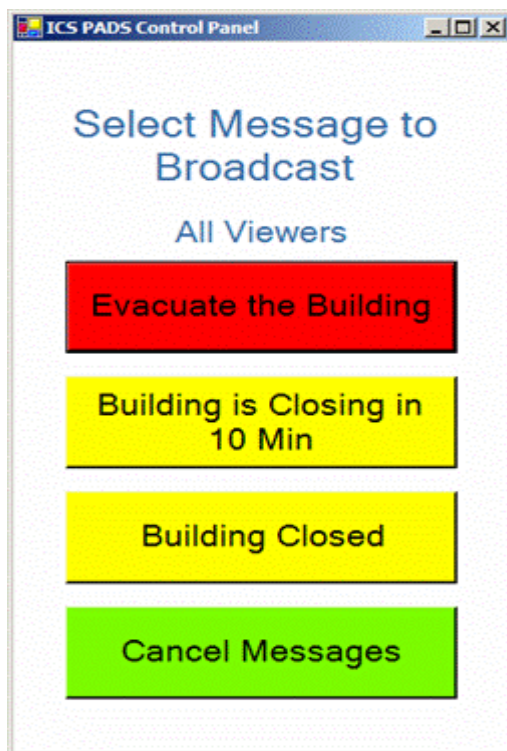 ICS PADS Control Panel
Select Message to
Broadcast
All Viewers
Evacuate the Building
Building is Closing in
10 Min
Building Closed
Cancel Messages